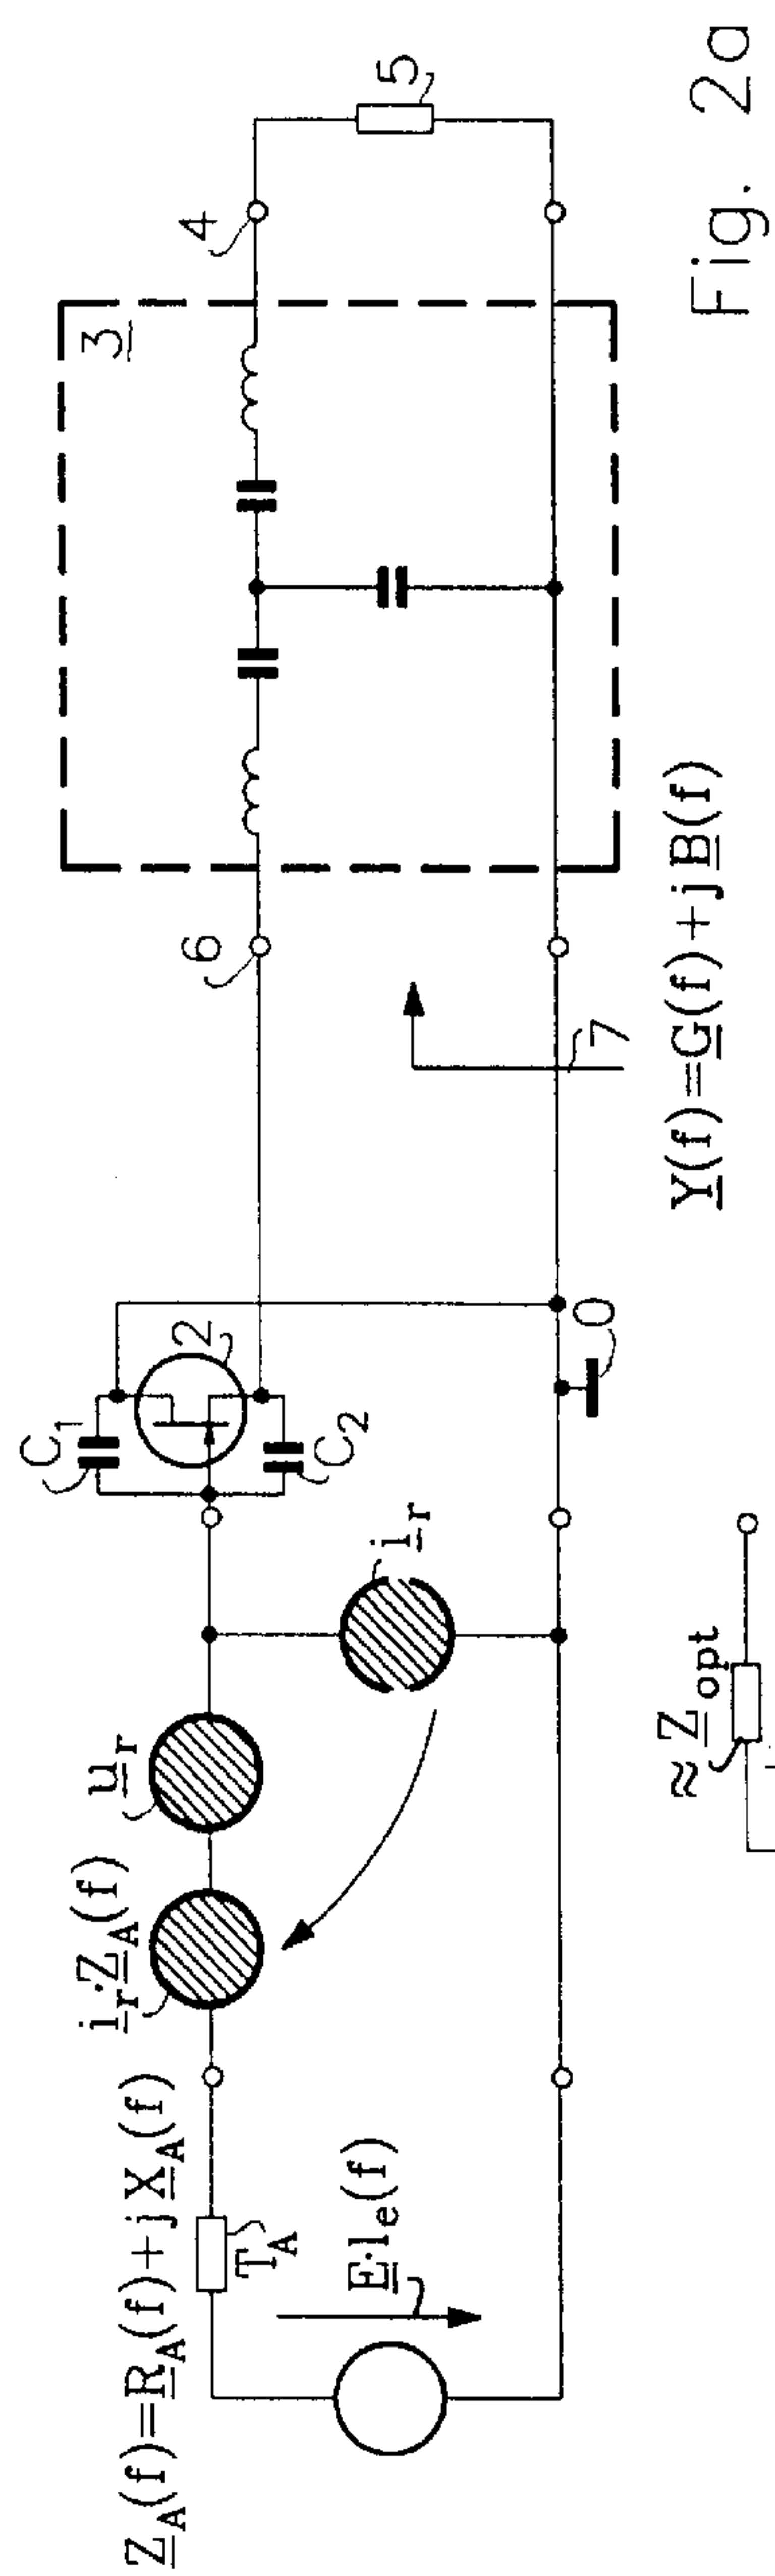 Z_A(f)=R_A(f)+jX_A(f)
T_A
E·l_e(f)
i_r·Z_A(f)
u_r
i_r
C_1
C_2
2
0
6
7
Y(f)=G(f)+jB(f)
3
4
5
≈Z_opt
Fig. 2a